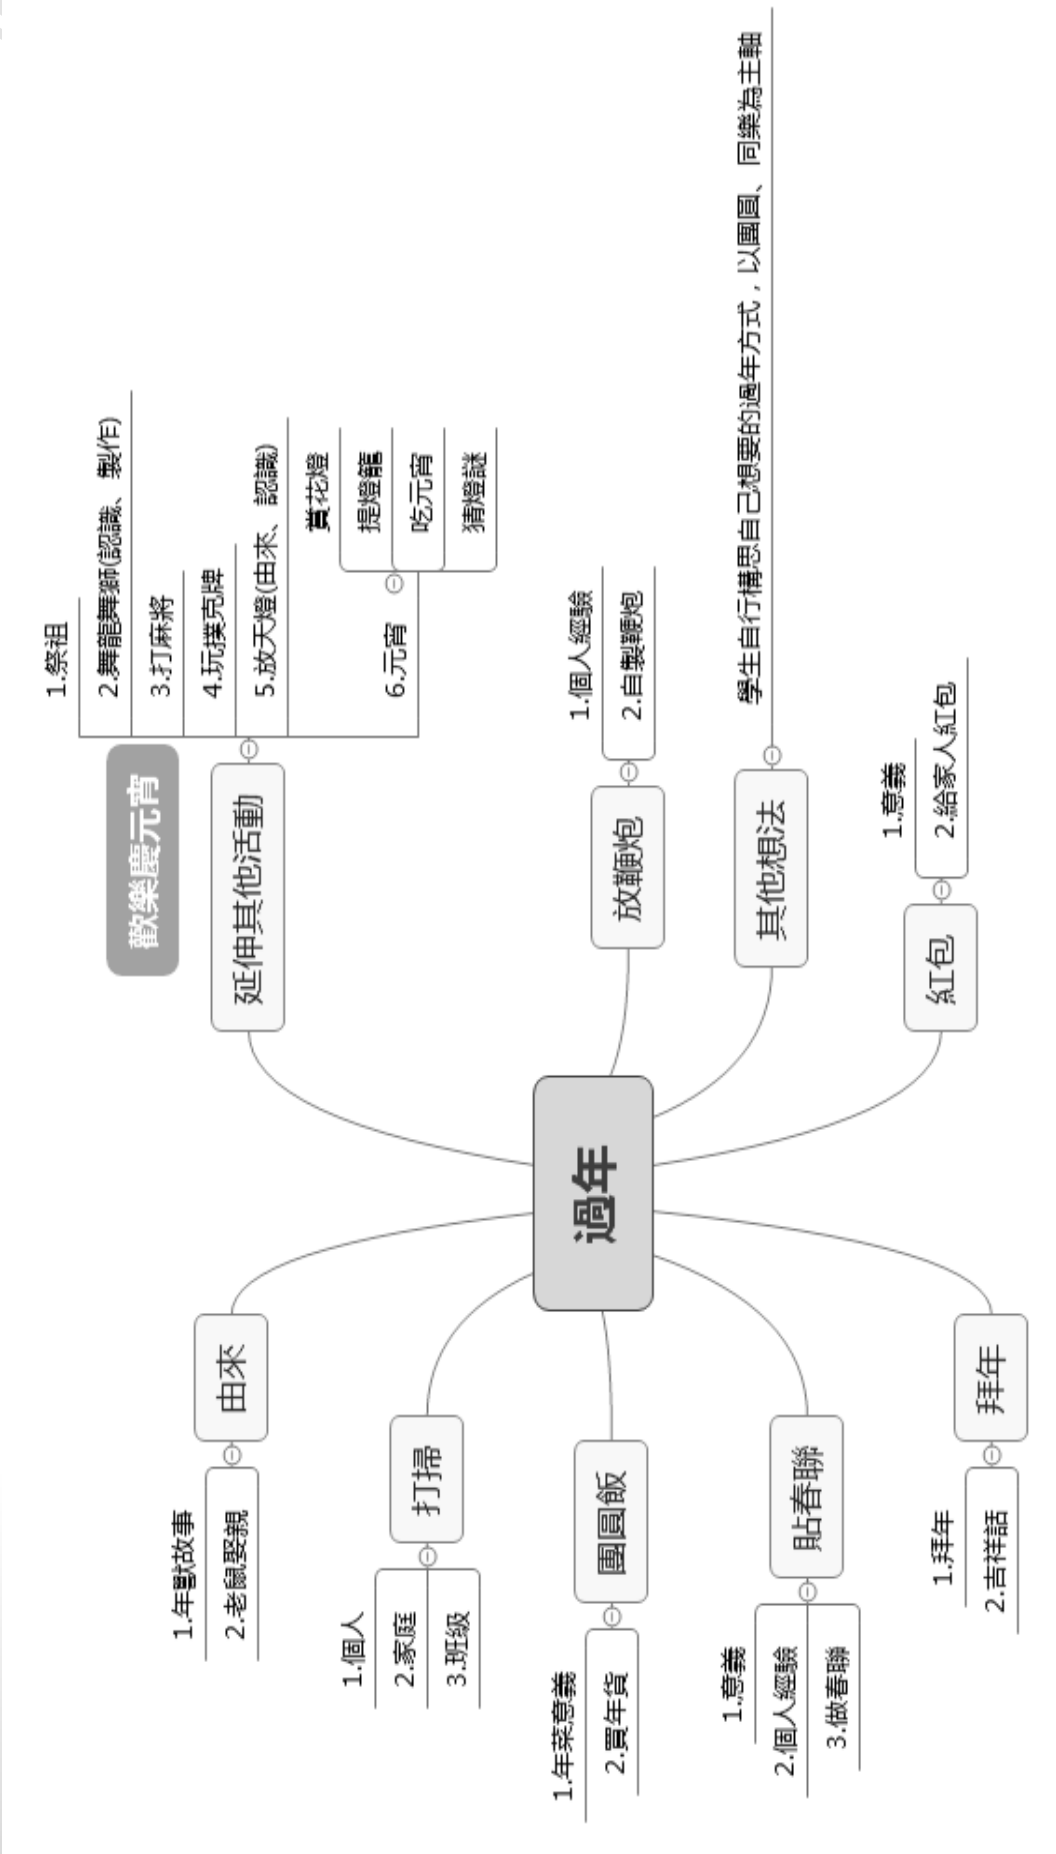 歡樂慶元宵
過年
由來
1.年獸故事
2.老鼠娶親
打掃
1.個人
2.家庭
3.班級
團圓飯
1.年菜意義
2.買年貨
貼春聯
1.意義
2.個人經驗
3.做春聯
拜年
1.拜年
2.吉祥話
延伸其他活動
1.祭祖
2.舞龍舞獅(認識、製作)
3.打麻將
4.玩撲克牌
5.放天燈(由來、認識)
6.元宵
賞花燈
提燈籠
吃元宵
猜燈謎
放鞭炮
1.個人經驗
2.自製鞭炮
其他想法
學生自行構思自己想要的過年方式，以團圓、同樂為主軸
紅包
1.意義
2.給家人紅包